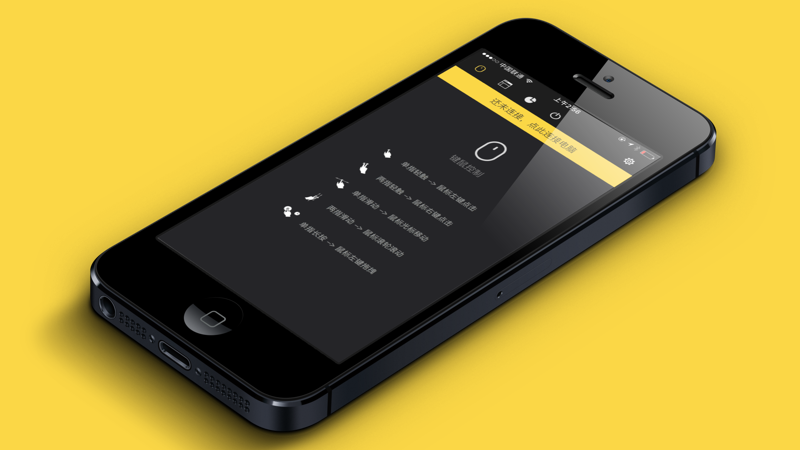 中国联通 上午2:56
还未连接，点此连接电脑
键鼠控制
单指轻触 -> 鼠标左键点击
两指轻触 -> 鼠标右键点击
单指滑动 -> 鼠标光标移动
两指滑动 -> 鼠标滚轮滚动
单指长按 -> 鼠标左键拖拽